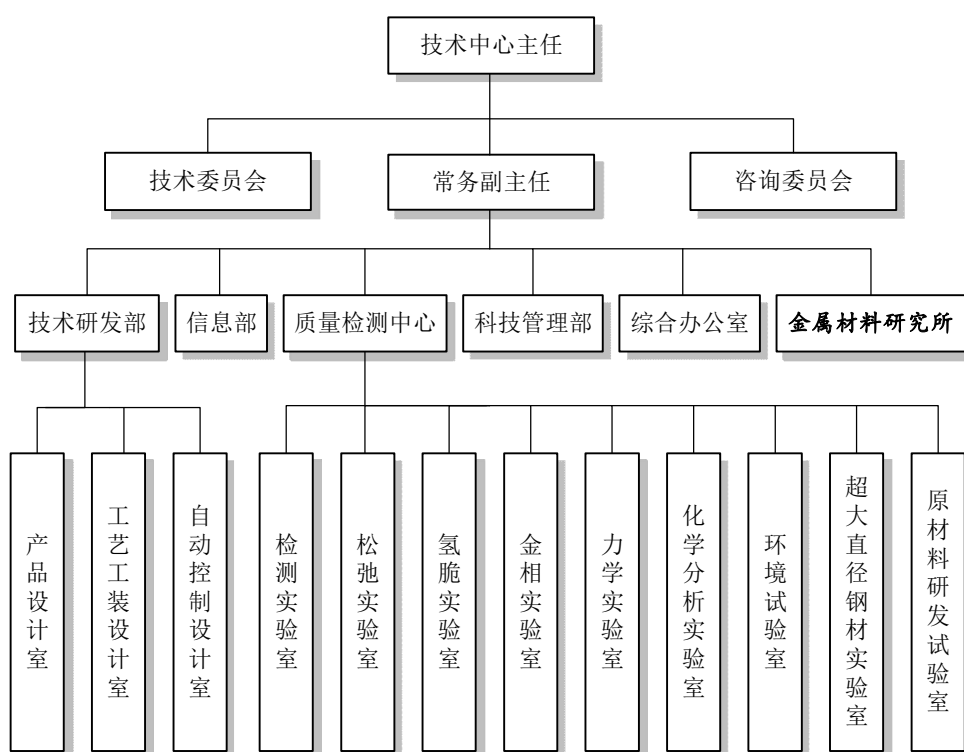 技术中心主任
技术委员会
常务副主任
咨询委员会
技术研发部
信息部
质量检测中心
科技管理部
综合办公室
金属材料研究所
产品设计室
工艺工装设计室
自动控制设计室
检测实验室
松弛实验室
氢脆实验室
金相实验室
力学实验室
化学分析实验室
环境试验室
超大直径钢材实验室
原材料研发试验室